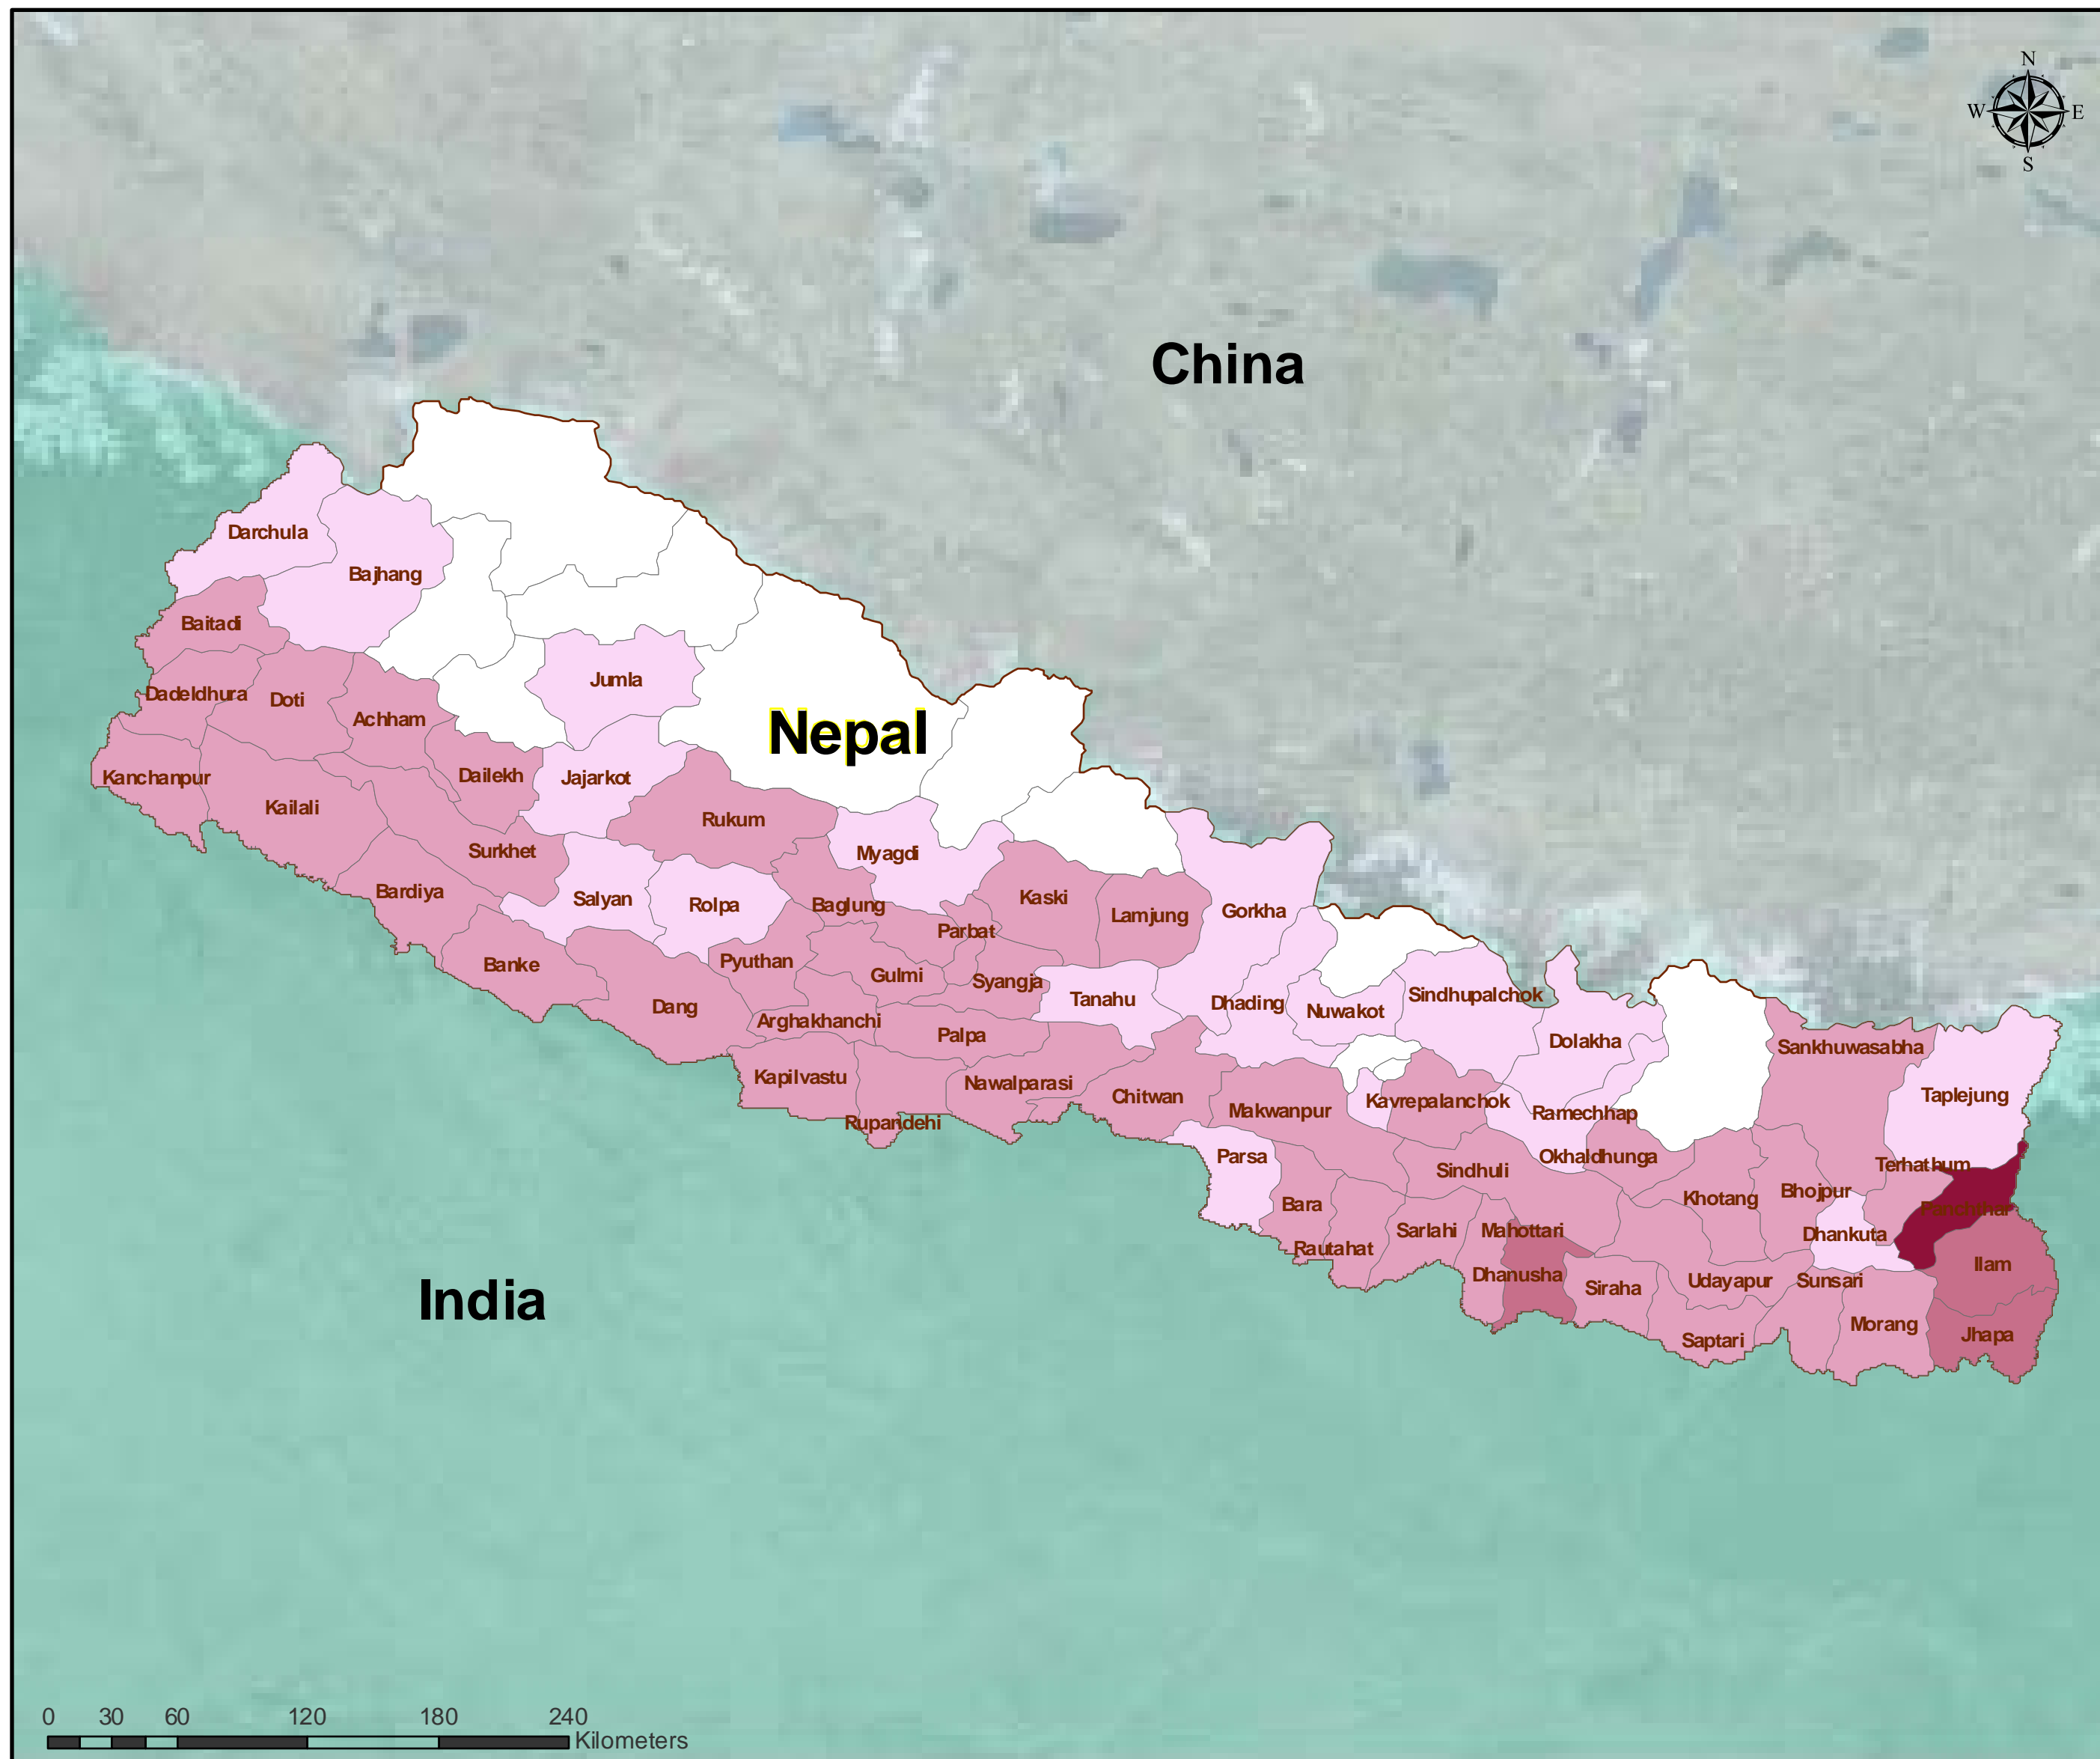 N
W E
S
China
Darchula
Bajhang
Baitadi
Jumla
Dadeldhura
Doti
Achham
Nepal
Kanchanpur
Dailekh
Jajarkot
Kailali
Rukum
Surkhet
Myagdi
Bardiya
Salyan
Rolpa
Baglung
Kaski
Lamjung
Gorkha
Parbat
Banke
Pyuthan
Gulmi
Syangja
Tanahu
Dhading
Nuwakot
Sindhupalchok
Dang
Arghakhanchi
Palpa
Dolakha
Sankhuwasabha
Kapilvastu
Nawalparasi
Chitwan
Makwanpur
Kavrepalanchok
Ramechhap
Taplejung
Rupandehi
Parsa
Sindhuli
Okhaldhunga
Terhathum
Khotang
Bhojpur
Panchthar
Bara
Rautahat
Sarlahi
Mahottari
Dhankuta
Dhanusha
Siraha
Udayapur
Sunsari
Ilam
India
Saptari
Morang
Jhapa
0 30 60 120 180 240
Kilometers